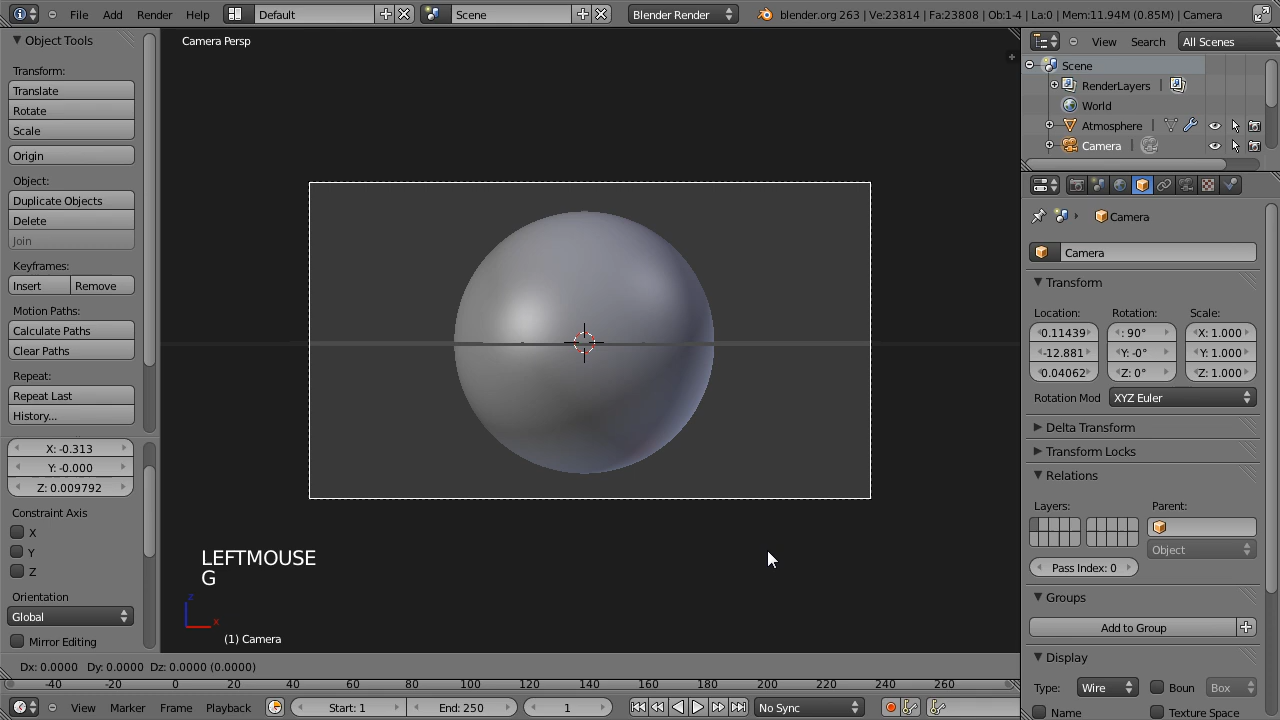 File Add Render Help Default Scene Blender Render blender.org 263 | Ve:23814 | Fa:23808 | Ob:1-4 | La:0 | Mem:11.94M (0.85M) | Camera
Object Tools
Transform:
Translate
Rotate
Scale
Origin
Object:
Duplicate Objects
Delete
Join
Keyframes:
Insert Remove
Motion Paths:
Calculate Paths
Clear Paths
Repeat:
Repeat Last
History...
X: -0.313
Y: -0.000
Z: 0.009792
Constraint Axis
X
Y
Z
Orientation
Global
Mirror Editing
Camera Persp
LEFTMOUSE
G
z
x
(1) Camera
Dx: 0.0000 Dy: 0.0000 Dz: 0.0000 (0.0000)
View Search All Scenes
Scene
RenderLayers |
World
Atmosphere |
Camera |
Camera
Camera
Transform
Location: Rotation: Scale:
0.11439 : 90° X: 1.000
-12.881 Y: -0° Y: 1.000
0.04062 Z: 0° Z: 1.000
Rotation Mod XYZ Euler
Delta Transform
Transform Locks
Relations
Layers: Parent:
Object
Pass Index: 0
Groups
Add to Group
Display
Type: Wire Boun Box
Name Texture Space
-40 -20 0 20 40 60 80 100 120 140 160 180 200 220 240 260
View Marker Frame Playback Start: 1 End: 250 1 No Sync